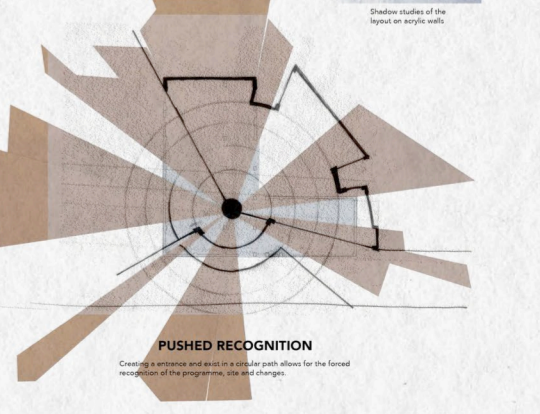 Shadow studies of the
layout on acrylic walls
PUSHED RECOGNITION
Creating a entrance and exist in a circular path allows for the forced
recognition of the programme, site and changes.